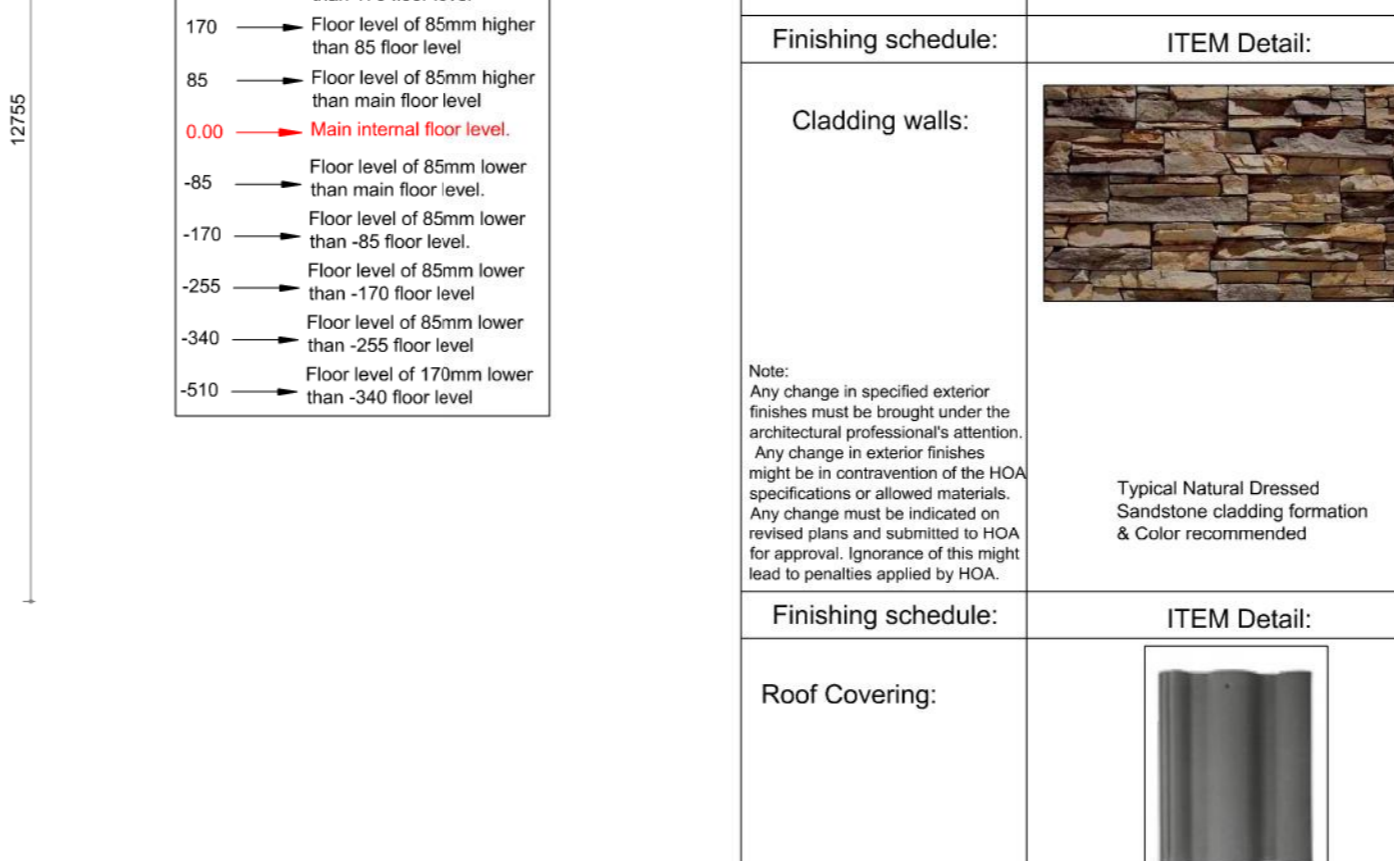 170 Floor level of 85mm higher
than 85 floor level
85 Floor level of 85mm higher
than main floor level
0.00 Main internal floor level.
-85 Floor level of 85mm lower
than main floor level.
-170 Floor level of 85mm lower
than -85 floor level.
-255 Floor level of 85mm lower
than -170 floor level
-340 Floor level of 85mm lower
than -255 floor level
-510 Floor level of 170mm lower
than -340 floor level
12755
Finishing schedule: ITEM Detail:
Cladding walls:
Note:
Any change in specified exterior
finishes must be brought under the
architectural professional's attention.
Any change in exterior finishes
might be in contravention of the HOA
specifications or allowed materials.
Any change must be indicated on
revised plans and submitted to HOA
for approval. Ignorance of this might
lead to penalties applied by HOA.
Typical Natural Dressed
Sandstone cladding formation
& Color recommended
Finishing schedule: ITEM Detail:
Roof Covering: